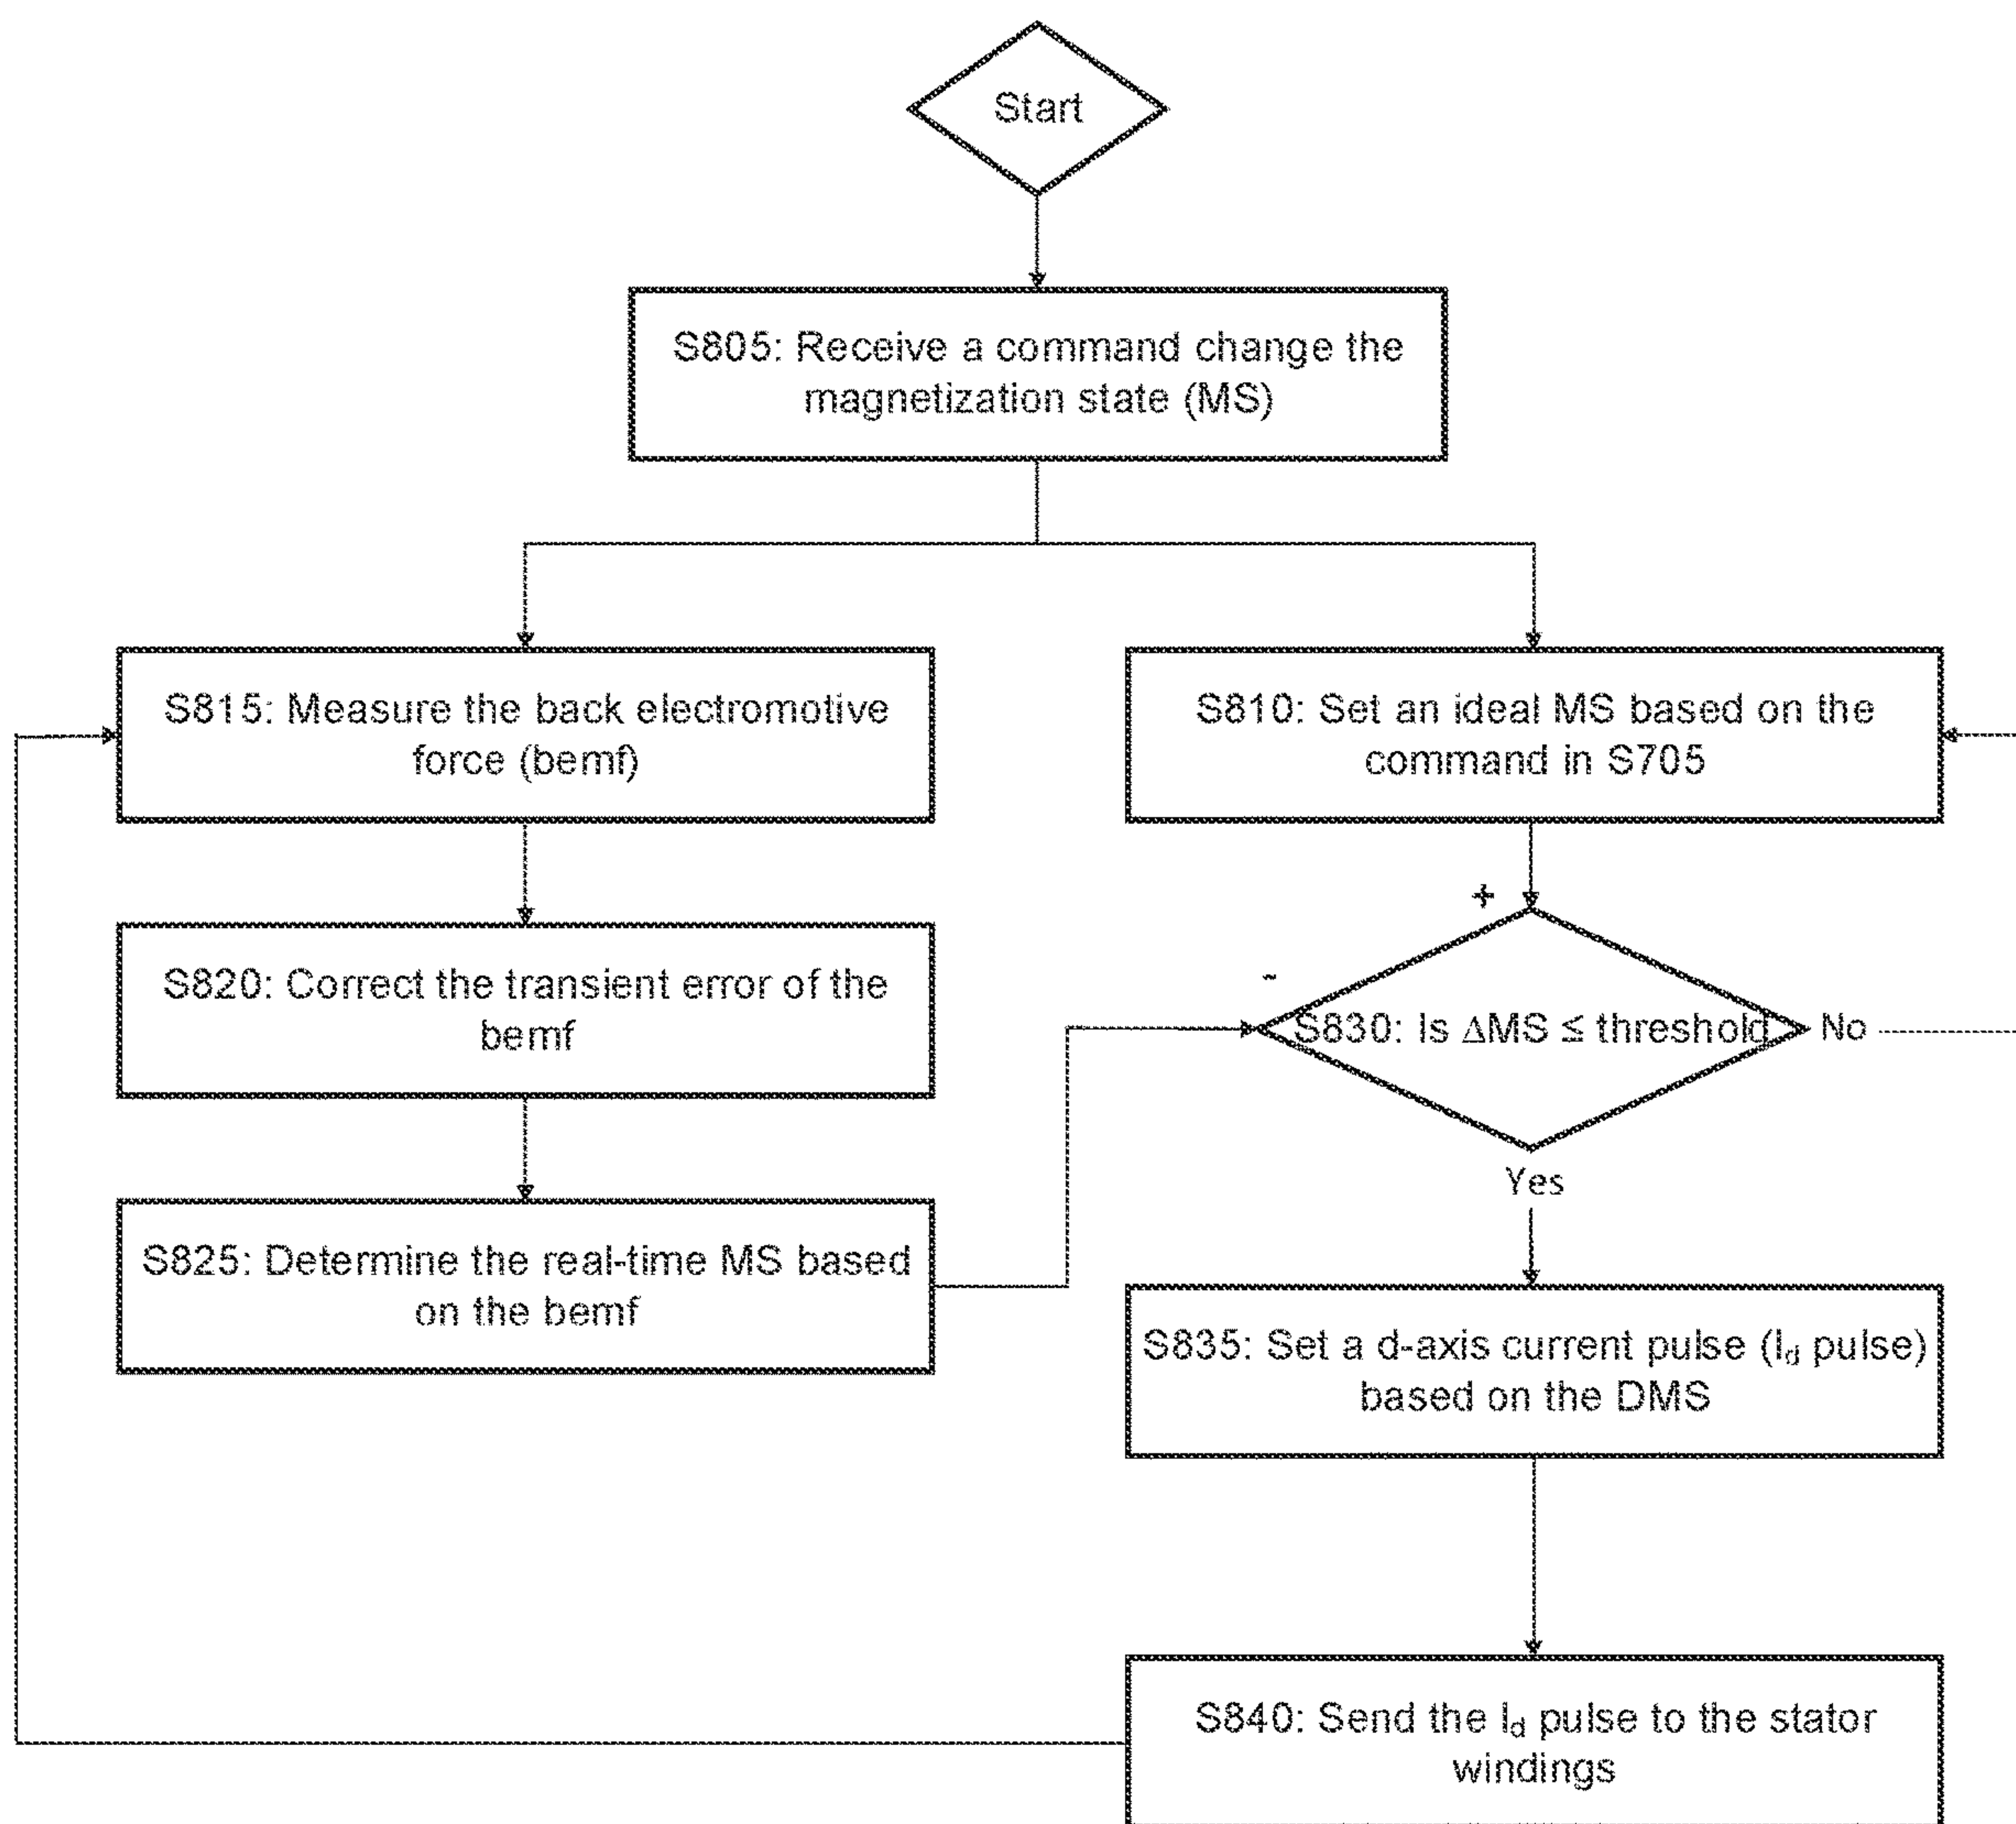 Start
S805: Receive a command change the
magnetization state (MS)
S815: Measure the back electromotive
force (bemf)
S810: Set an ideal MS based on the
command in S705
+
S820: Correct the transient error of the
bemf
-
S830: Is ΔMS ≤ threshold
No
Yes
S825: Determine the real-time MS based
on the bemf
S835: Set a d-axis current pulse (Id pulse)
based on the DMS
S840: Send the Id pulse to the stator
windings